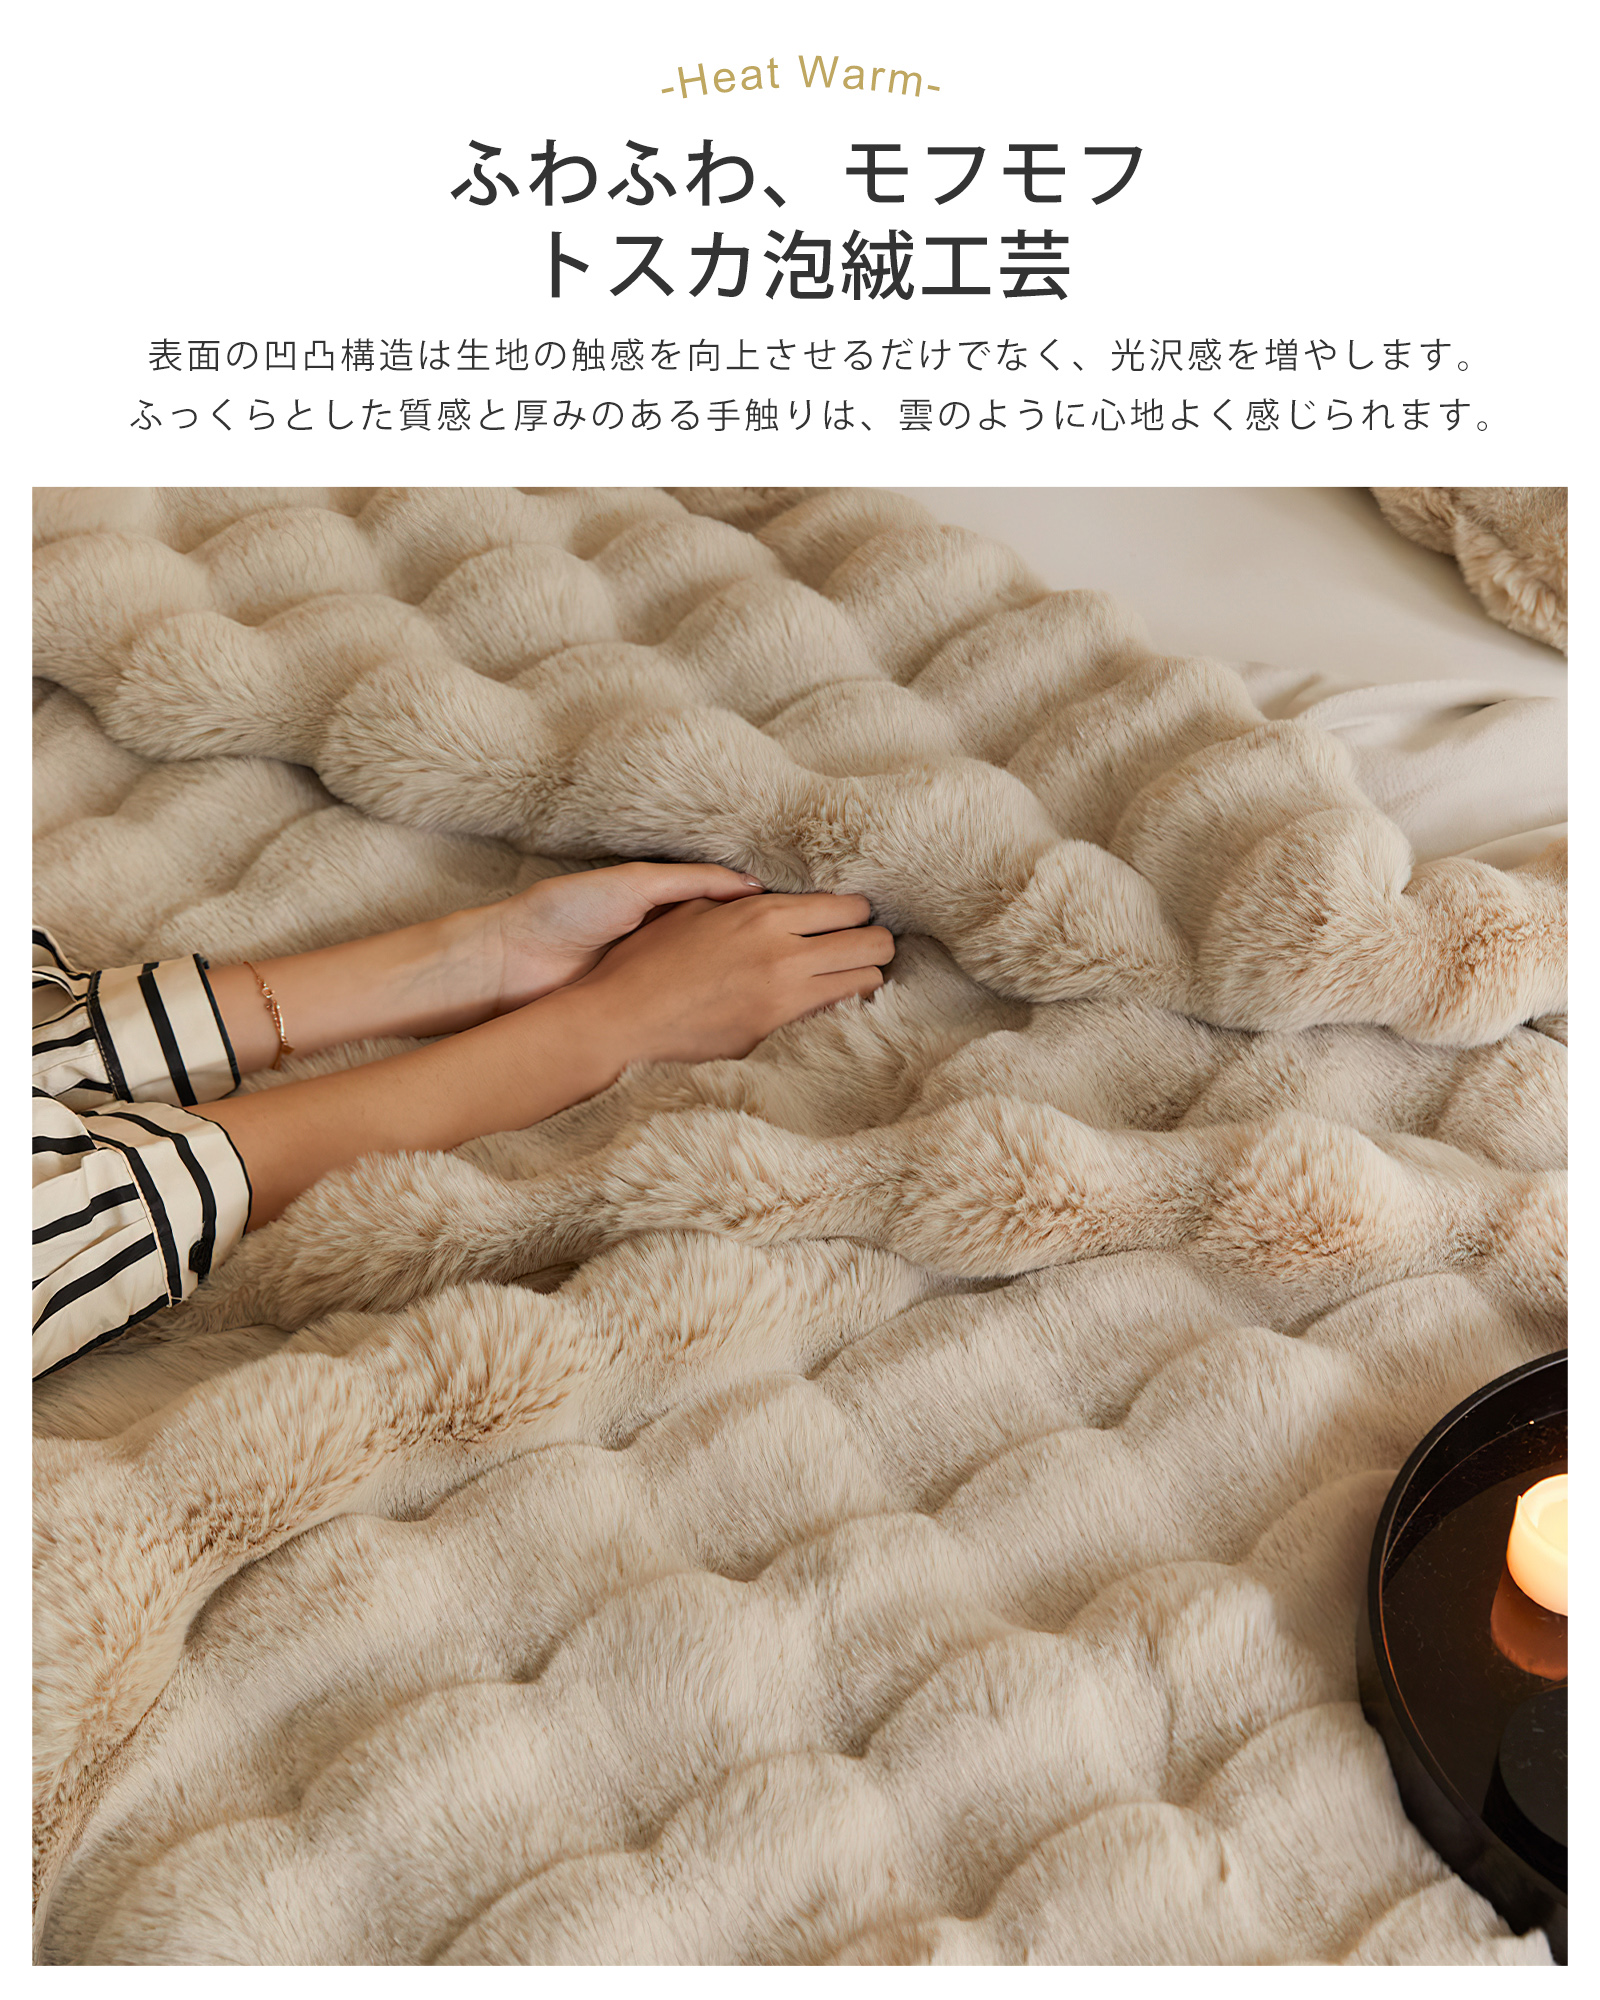 -Heat Warm-
ふわふわ、モフモフ
トスカ泡絨工芸
表面の凹凸構造は生地の触感を向上させるだけでなく、光沢感を増やします。
ふっくらとした質感と厚みのある手触りは、雲のように心地よく感じられます。